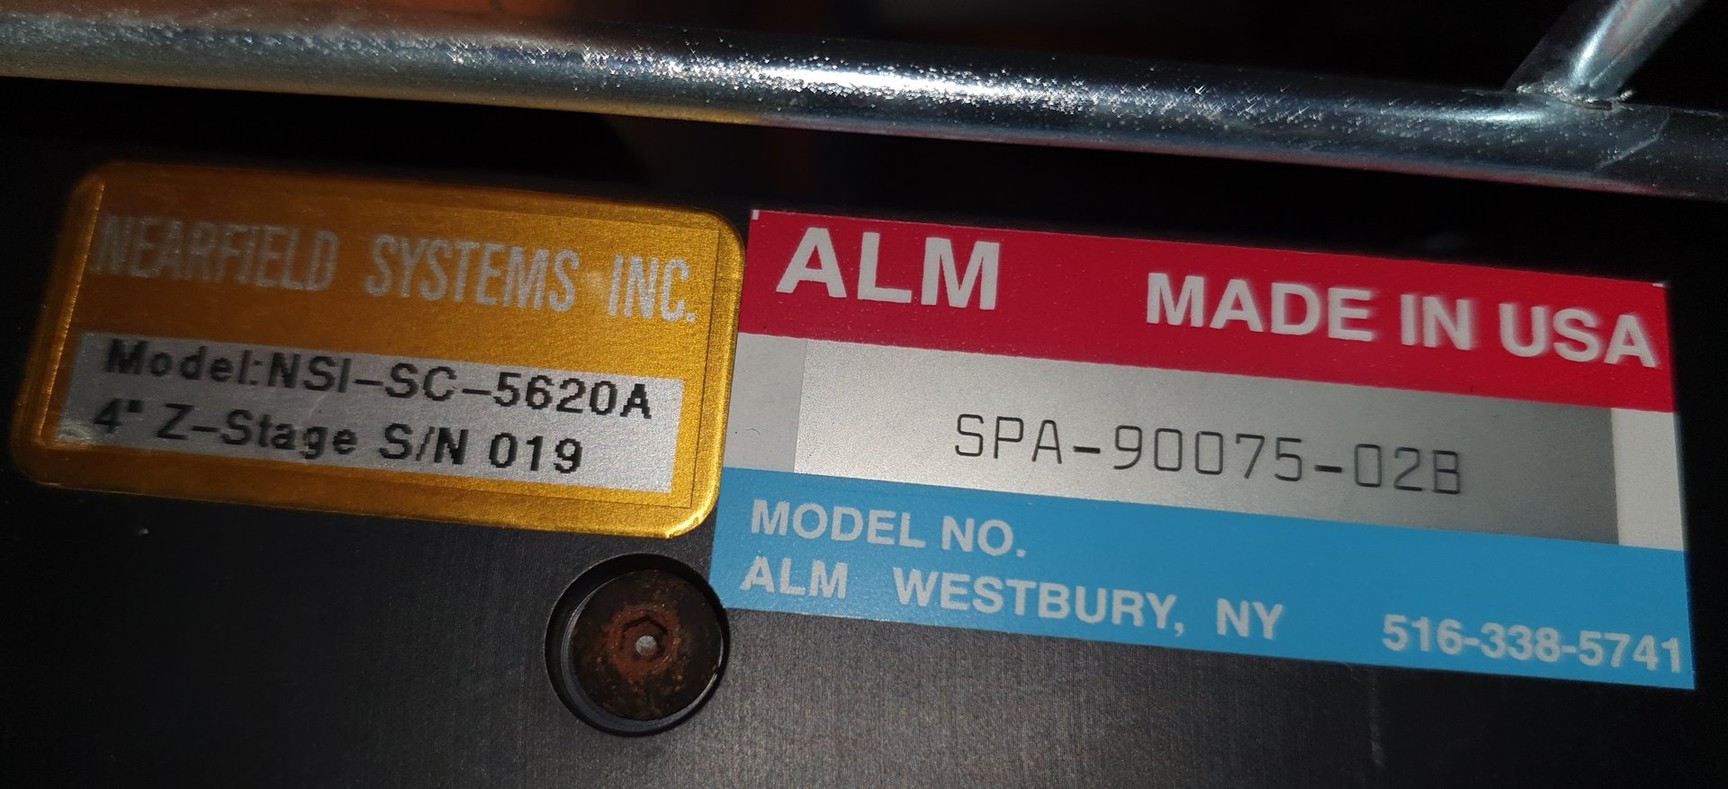 NEARFIELD SYSTEMS INC.
Model:NSI-SC-5620A
4" Z-Stage S/N 019
ALM MADE IN USA
SPA-90075-02B
MODEL NO.
ALM WESTBURY, NY 516-338-5741